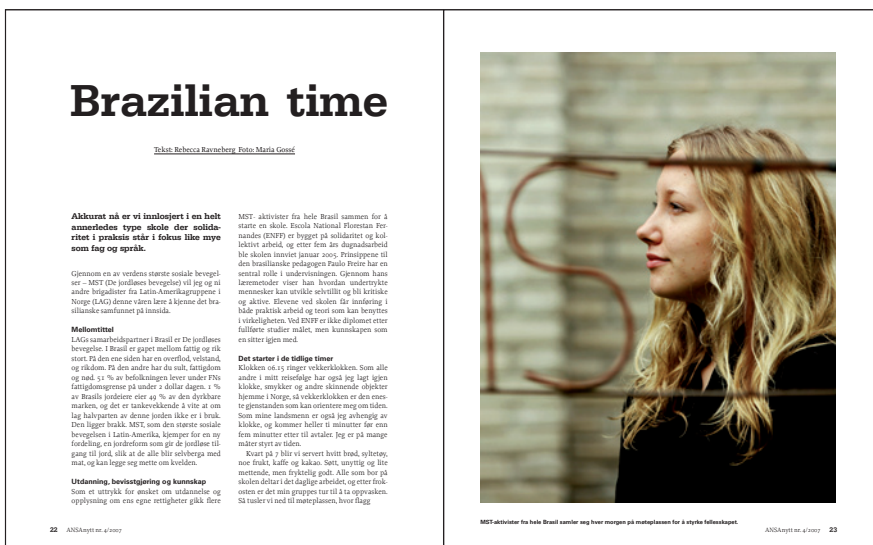 Brazilian time
Tekst: Rebecca Ravneberg Foto: Maria Gossé
Akkurat nå er vi innlosjert i en helt
annerledes type skole der solida-
ritet i praksis står i fokus like mye
som fag og språk.
Gjennom en av verdens største sosiale bevegel-
ser – MST (De jordløses bevegelse) vil jeg og ni
andre brigadister fra Latin-Amerikagruppene i
Norge (LAG) denne våren lære å kjenne det bra-
silianske samfunnet på innsida.
Mellomtittel
LAGs samarbeidspartner i Brasil er De jordløses
bevegelse. I Brasil er gapet mellom fattig og rik
stort. På den ene siden har en overflod, velstand,
og rikdom. På den andre har du sult, fattigdom
og nød. 51 % av befolkningen lever under FNs
fattigdomsgrense på under 2 dollar dagen. 1 %
av Brasils jordeiere eier 49 % av den dyrkbare
marken, og det er tankevekkende å vite at om
lag halvparten av denne jorden ikke er i bruk.
Den ligger brakk. MST, som den største sosiale
bevegelsen i Latin-Amerika, kjemper for en ny
fordeling, en jordreform som gir de jordløse til-
gang til jord, slik at de alle blir selvberga med
mat, og kan legge seg mette om kvelden.
Utdanning, bevisstgjøring og kunnskap
Som et uttrykk for ønsket om utdannelse og
opplysning om ens egne rettigheter gikk flere
MST- aktivister fra hele Brasil sammen for å
starte en skole. Escola National Florestan Fer-
nandes (ENFF) er bygget på solidaritet og kol-
lektivt arbeid, og etter fem års dugnadsarbeid
ble skolen innviet januar 2005. Prinsippene til
den brasilianske pedagogen Paulo Freire har en
sentral rolle i undervisningen. Gjennom hans
læremetoder viser han hvordan undertrykte
mennesker kan utvikle selvtillit og bli kritiske
og aktive. Elevene ved skolen får innføring i
både praktisk arbeid og teori som kan benyttes
i virkeligheten. Ved ENFF er ikke diplomet etter
fullførte studier målet, men kunnskapen som
en sitter igjen med.
Det starter i de tidlige timer
Klokken 06.15 ringer vekkerklokken. Som alle
andre i mitt reisefølge har også jeg lagt igjen
klokke, smykker og andre skinnende objekter
hjemme i Norge, så vekkerklokken er den enes-
te gjenstanden som kan orientere meg om tiden.
Som mine landsmenn er også jeg avhengig av
klokke, og kommer heller ti minutter før enn
fem minutter etter til avtaler. Jeg er på mange
måter styrt av tiden.
Kvart på 7 blir vi servert hvitt brød, syltetøy,
noe frukt, kaffe og kakao. Søtt, unyttig og lite
mettende, men fryktelig godt. Alle som bor på
skolen deltar i det daglige arbeidet, og etter frok-
osten er det min gruppes tur til å ta oppvasken.
Så tusler vi ned til møteplassen, hvor flagg
22 ANSAnytt nr. 4/2007
MST-aktivister fra hele Brasil samler seg hver morgen på møteplassen for å styrke fellesskapet.
ANSAnytt nr. 4/2007 23